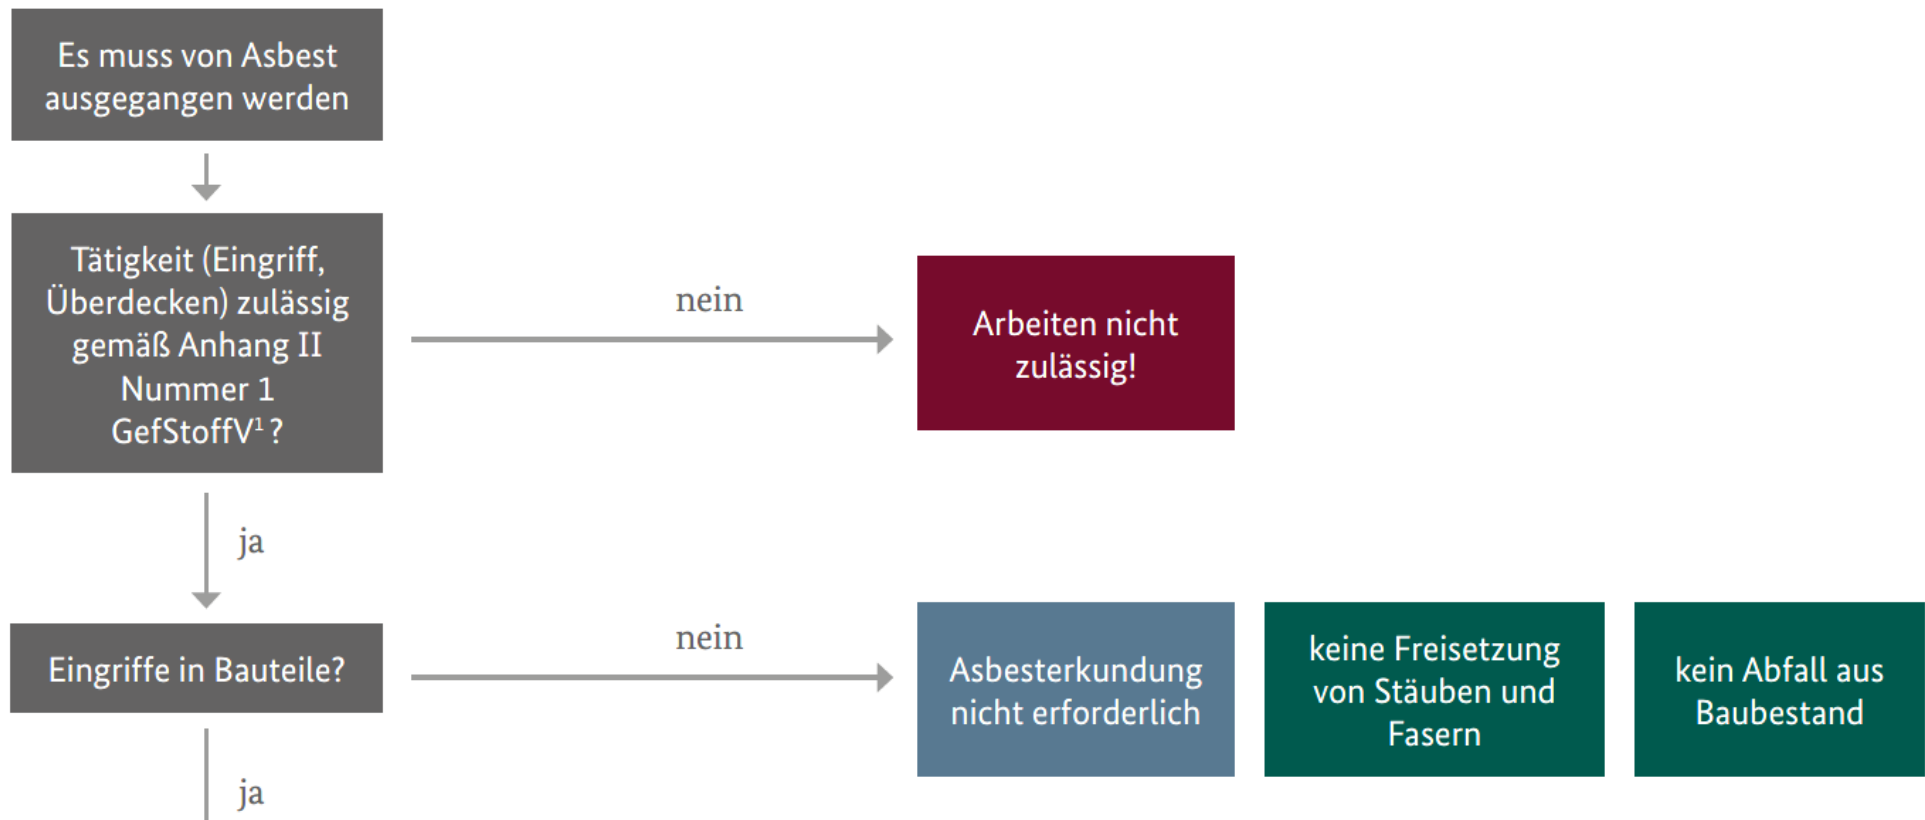 Es muss von Asbest
ausgegangen werden
Tätigkeit (Eingriff,
Überdecken) zulässig
gemäß Anhang II
Nummer 1
GefStoffV¹ ?
nein
Arbeiten nicht
zulässig!
ja
Eingriffe in Bauteile?
nein
Asbesterkundung
nicht erforderlich
keine Freisetzung
von Stäuben und
Fasern
kein Abfall aus
Baubestand
ja